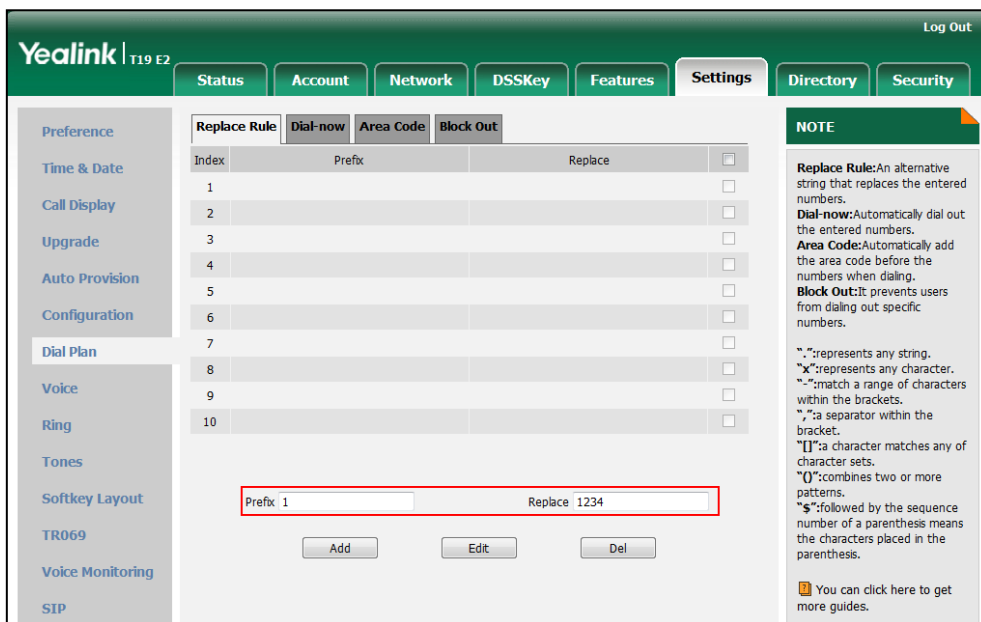 Log Out
Yealink | T19 E2
Status Account Network DSSKey Features Settings Directory Security
Preference
Time & Date
Call Display
Upgrade
Auto Provision
Configuration
Dial Plan
Voice
Ring
Tones
Softkey Layout
TR069
Voice Monitoring
SIP
Replace Rule Dial-now Area Code Block Out
Index Prefix Replace
1
2
3
4
5
6
7
8
9
10
Prefix 1 Replace 1234
Add Edit Del
NOTE
Replace Rule:An alternative
string that replaces the entered
numbers.
Dial-now:Automatically dial out
the entered numbers.
Area Code:Automatically add
the area code before the
numbers when dialing.
Block Out:It prevents users
from dialing out specific
numbers.
".":represents any string.
"x":represents any character.
"-":match a range of characters
within the brackets.
",":a separator within the
bracket.
"[]":a character matches any of
character sets.
"()":combines two or more
patterns.
"$":followed by the sequence
number of a parenthesis means
the characters placed in the
parenthesis.
You can click here to get
more guides.